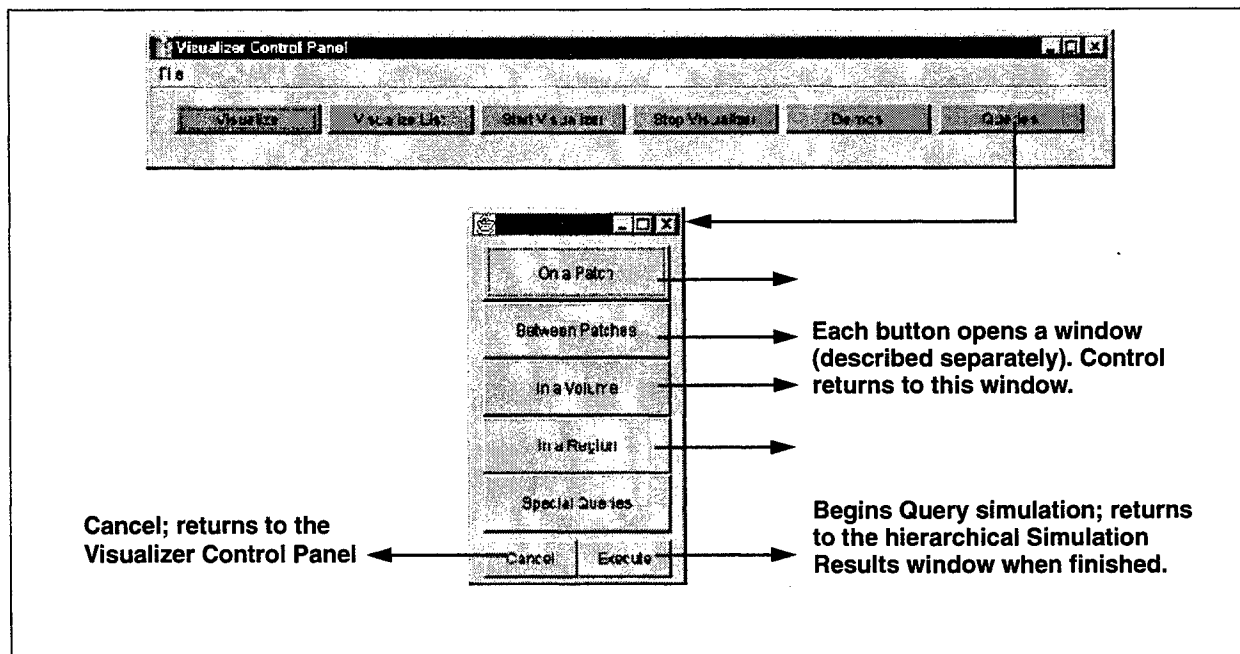 Visualizer Control Panel
File
Visualize
Visualize List
Start Visualizer
Stop Visualizer
Demos
Queries
On a Patch
Between Patches
In a Volume
In a Region
Special Queries
Cancel
Execute
Each button opens a window
(described separately). Control
returns to this window.
Cancel; returns to the
Visualizer Control Panel
Begins Query simulation; returns
to the hierarchical Simulation
Results window when finished.